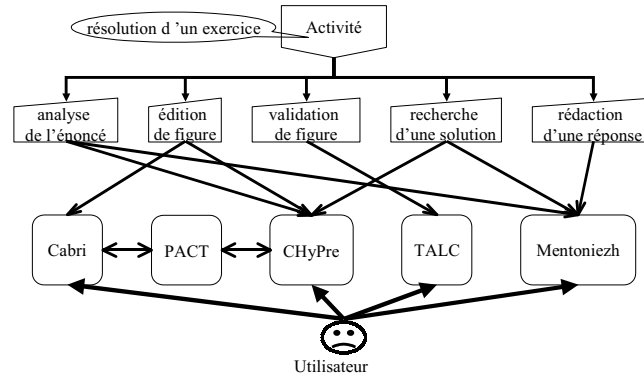 Activité
résolution d 'un exercice
analyse
de l'énoncé
édition
de figure
validation
de figure
recherche
d'une solution
rédaction
d'une réponse
Cabri
PACT
CHyPre
TALC
Mentoniezh
Utilisateur